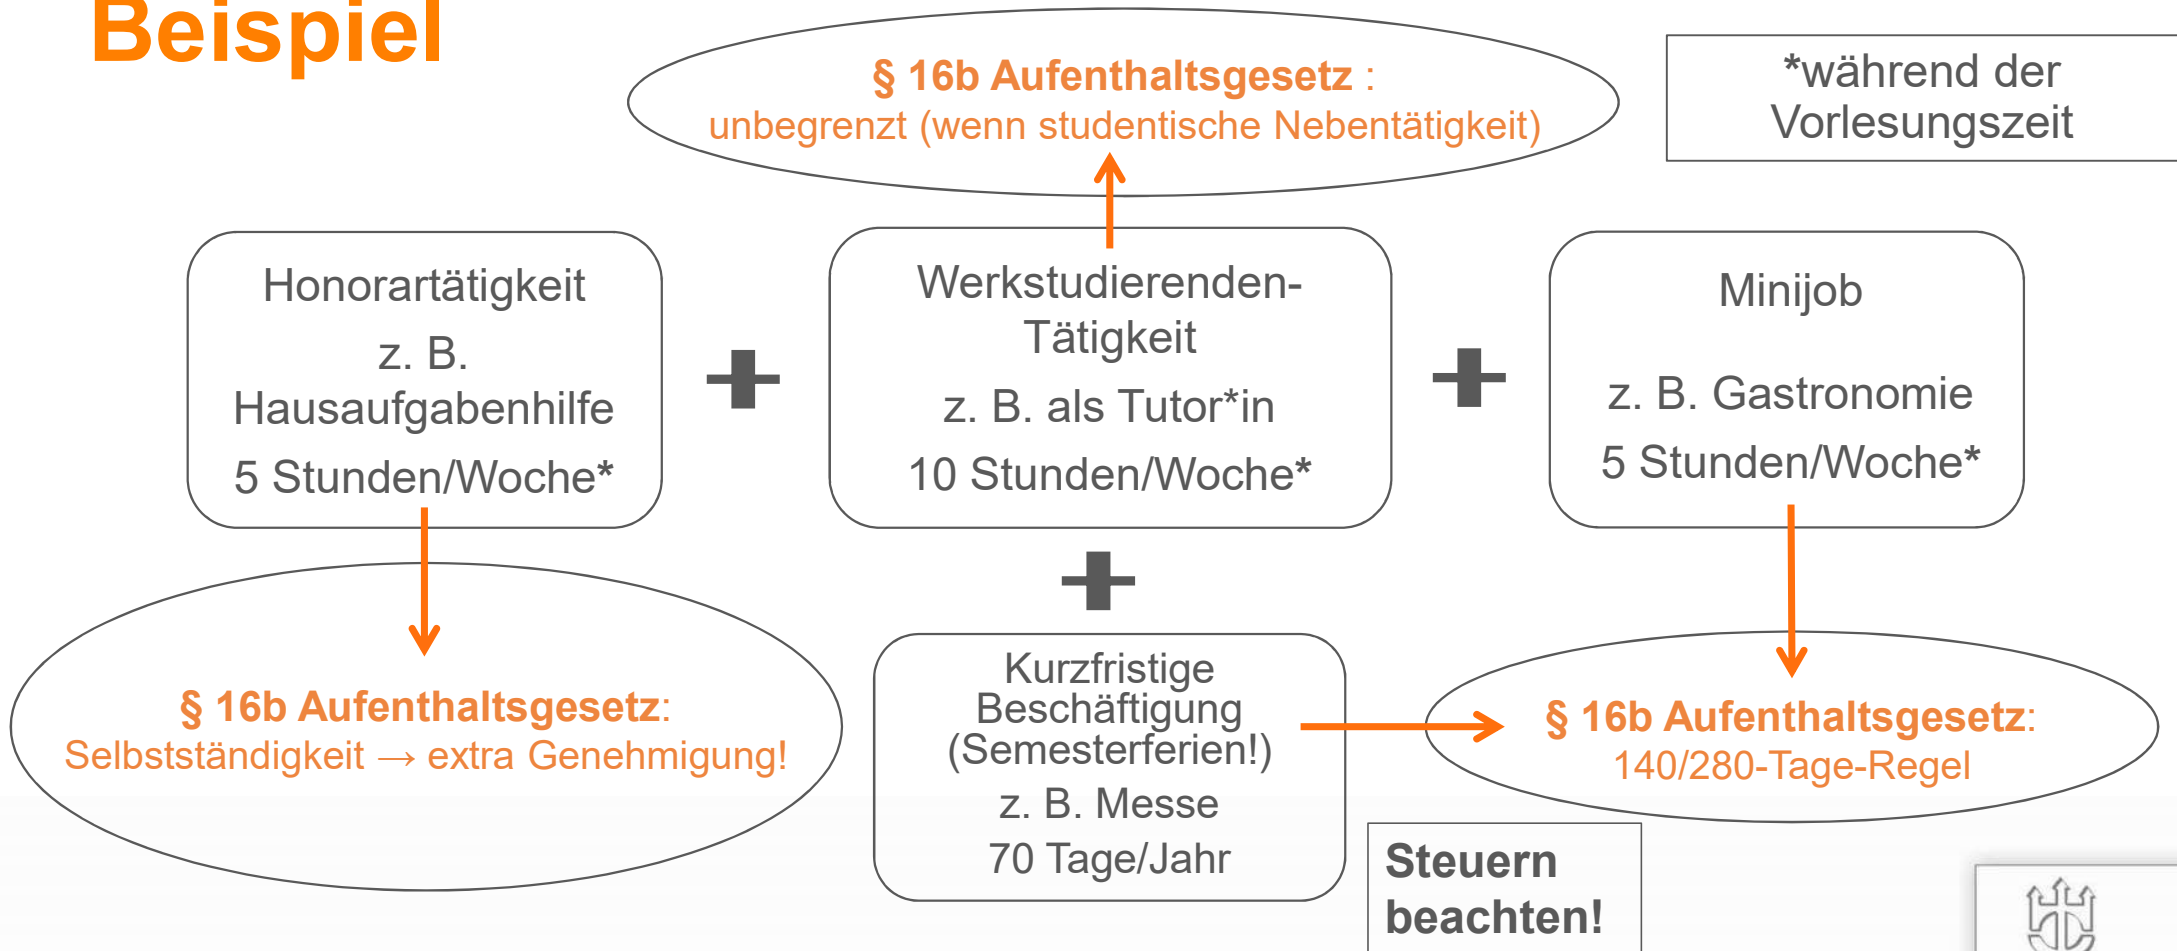 Beispiel
§ 16b Aufenthaltsgesetz :
unbegrenzt (wenn studentische Nebentätigkeit)
*während der
Vorlesungszeit
Honorartätigkeit
z. B.
Hausaufgabenhilfe
5 Stunden/Woche*
Werkstudierenden-
Tätigkeit
z. B. als Tutor*in
10 Stunden/Woche*
Minijob
z. B. Gastronomie
5 Stunden/Woche*
§ 16b Aufenthaltsgesetz:
Selbstständigkeit → extra Genehmigung!
Kurzfristige
Beschäftigung
(Semesterferien!)
z. B. Messe
70 Tage/Jahr
§ 16b Aufenthaltsgesetz:
140/280-Tage-Regel
Steuern
beachten!